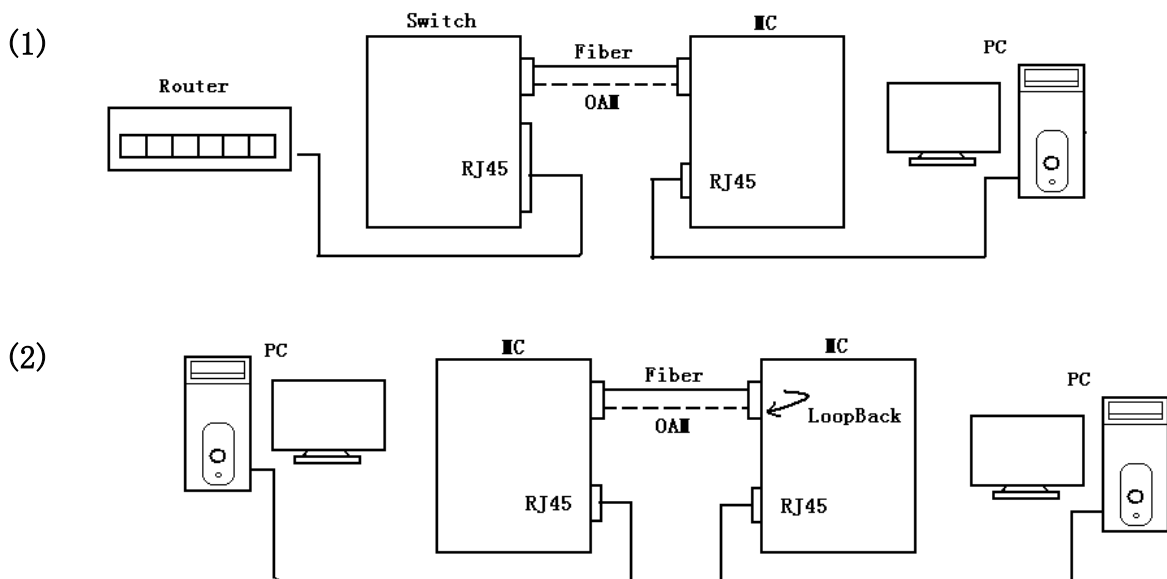 (1)
Switch
MC
Fiber
PC
OAM
Router
RJ45
RJ45
(2)
PC
MC
MC
Fiber
PC
OAM
LoopBack
RJ45
RJ45